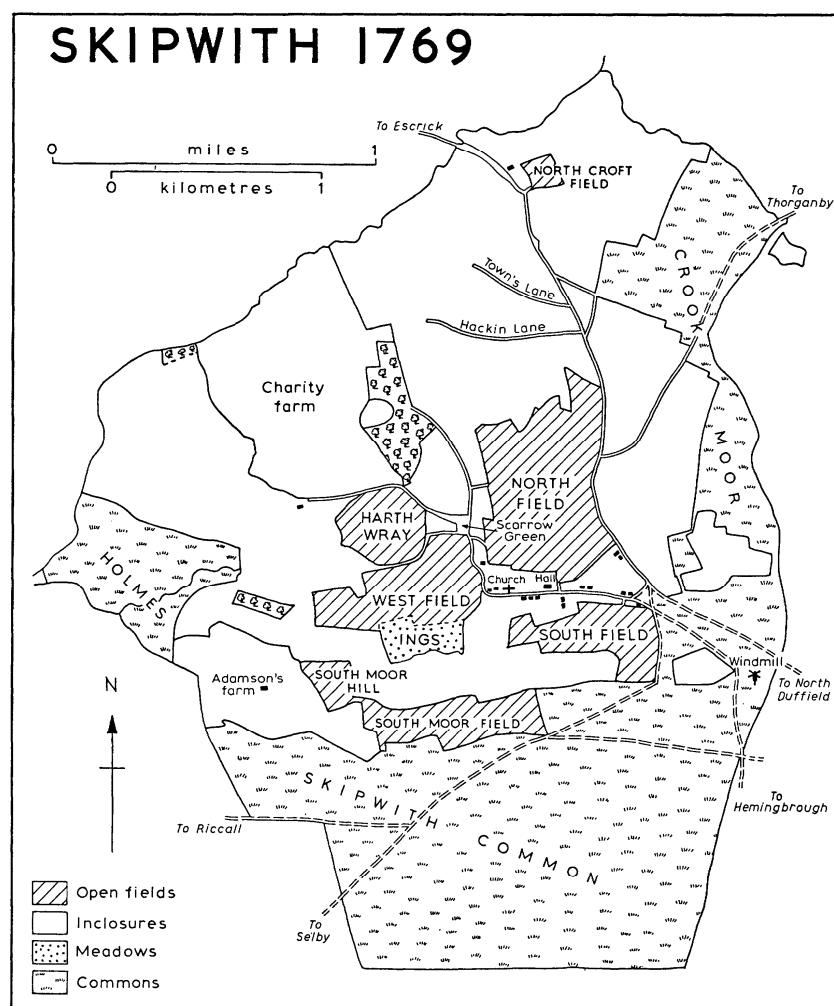 SKIPWITH 1769
0 miles 1
0 kilometres 1
To Escrick
NORTH CROFT
FIELD
To
Thorganby
CROOK
MOOR
Town's Lane
Hackin Lane
Charity
farm
NORTH
FIELD
HARTH
WRAY
Scarrow
Green
HOLMES
Church Hall
WEST FIELD
INGS
SOUTH FIELD
Windmill
To North
Duffield
N
Adamson's
farm
SOUTH MOOR
HILL
SOUTH MOOR FIELD
SKIPWITH COMMON
To
Hemingbrough
To Riccall
To
Selby
Open fields
Inclosures
Meadows
Commons